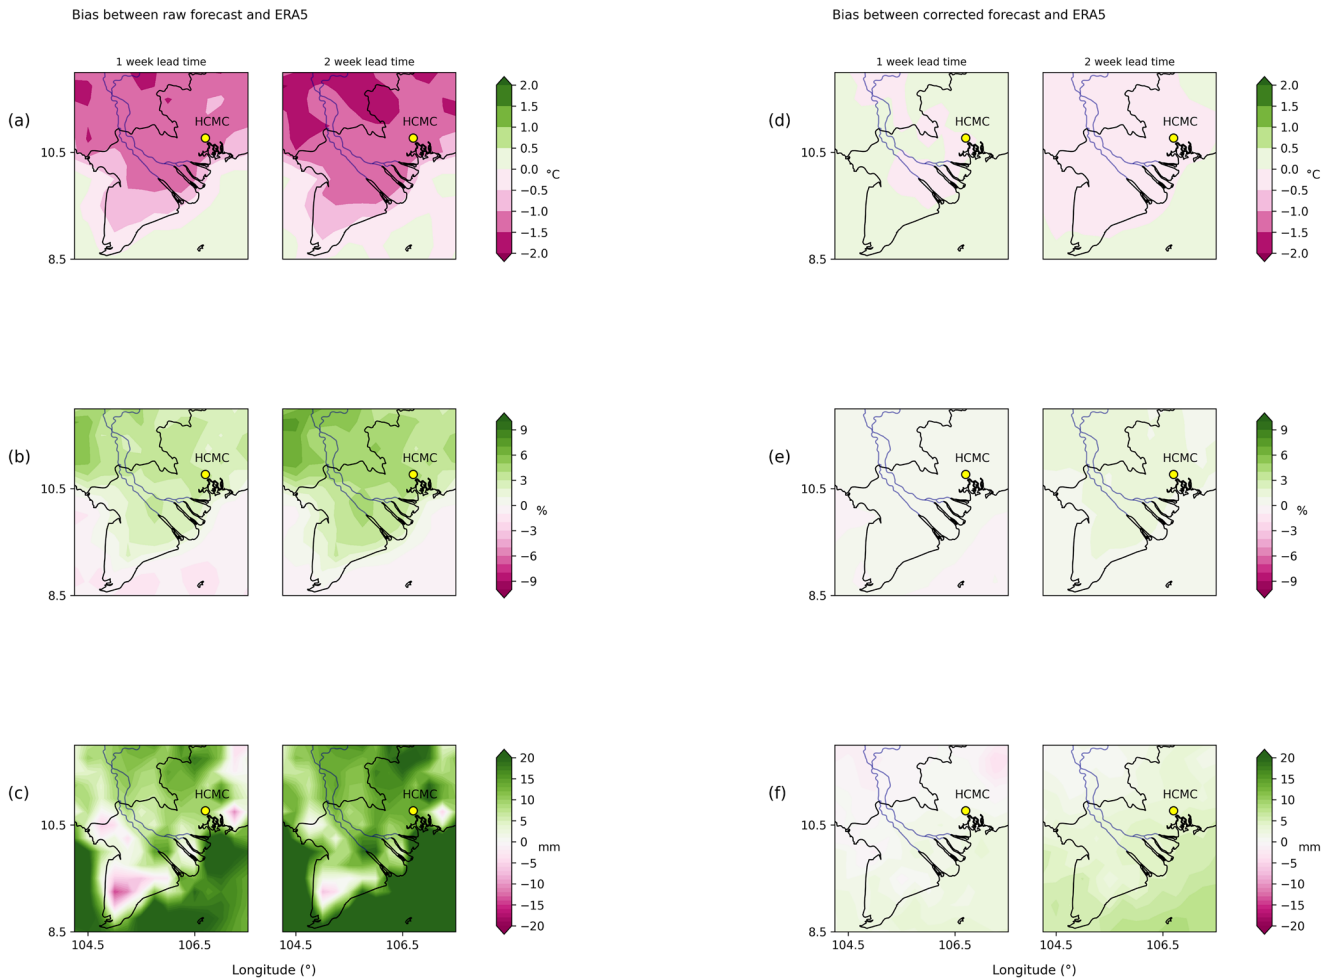 Bias between raw forecast and ERA5
Bias between corrected forecast and ERA5
1 week lead time
2 week lead time
1 week lead time
2 week lead time
(a)
HCMC
HCMC
10.5
8.5
2.0
1.5
1.0
0.5
0.0
−0.5
−1.0
−1.5
−2.0
°C
(d)
HCMC
HCMC
10.5
8.5
2.0
1.5
1.0
0.5
0.0
−0.5
−1.0
−1.5
−2.0
°C
(b)
HCMC
HCMC
10.5
8.5
9
6
3
0
−3
−6
−9
%
(e)
HCMC
HCMC
10.5
8.5
9
6
3
0
−3
−6
−9
%
(c)
HCMC
HCMC
10.5
8.5
104.5
106.5
104.5
106.5
20
15
10
5
0
−5
−10
−15
−20
mm
Longitude (°)
(f)
HCMC
HCMC
10.5
8.5
104.5
106.5
104.5
106.5
20
15
10
5
0
−5
−10
−15
−20
mm
Longitude (°)